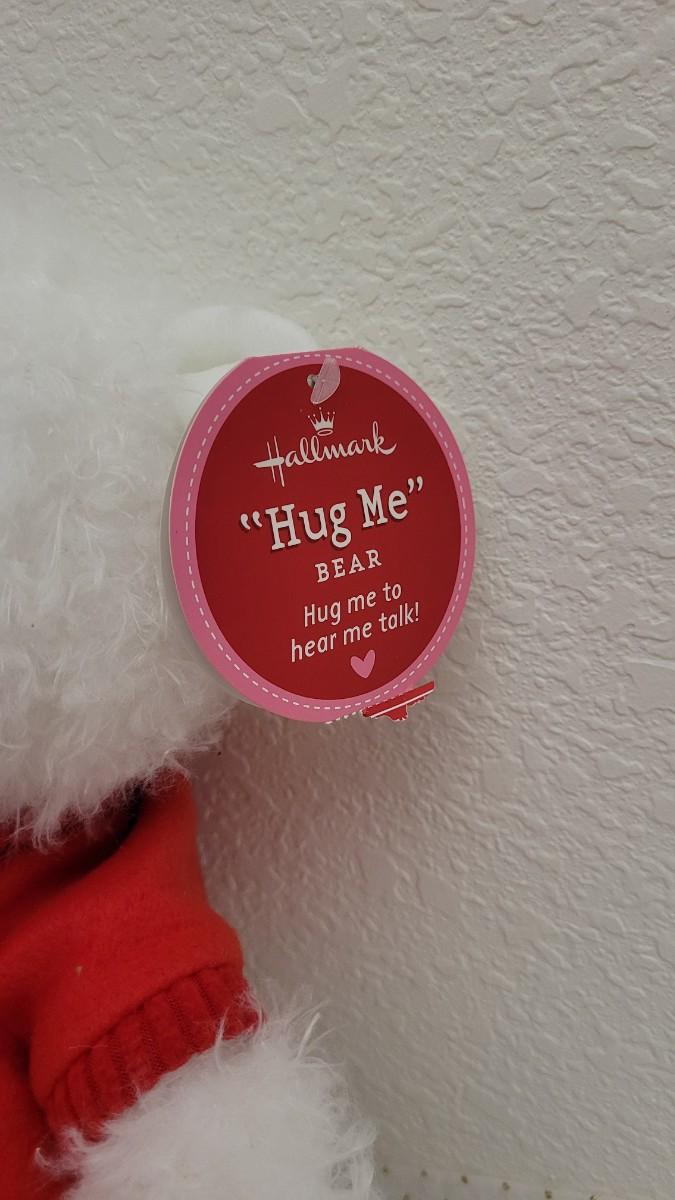 Hallmark
“Hug Me”
BEAR
Hug me to
hear me talk!